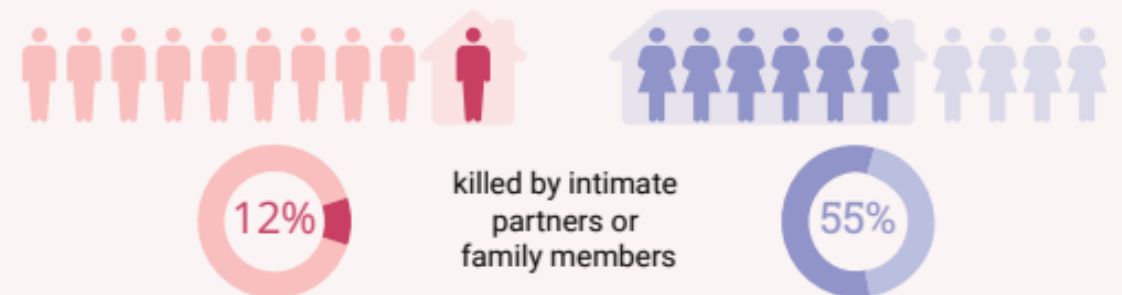 12%
killed by intimate
partners or
family members
55%